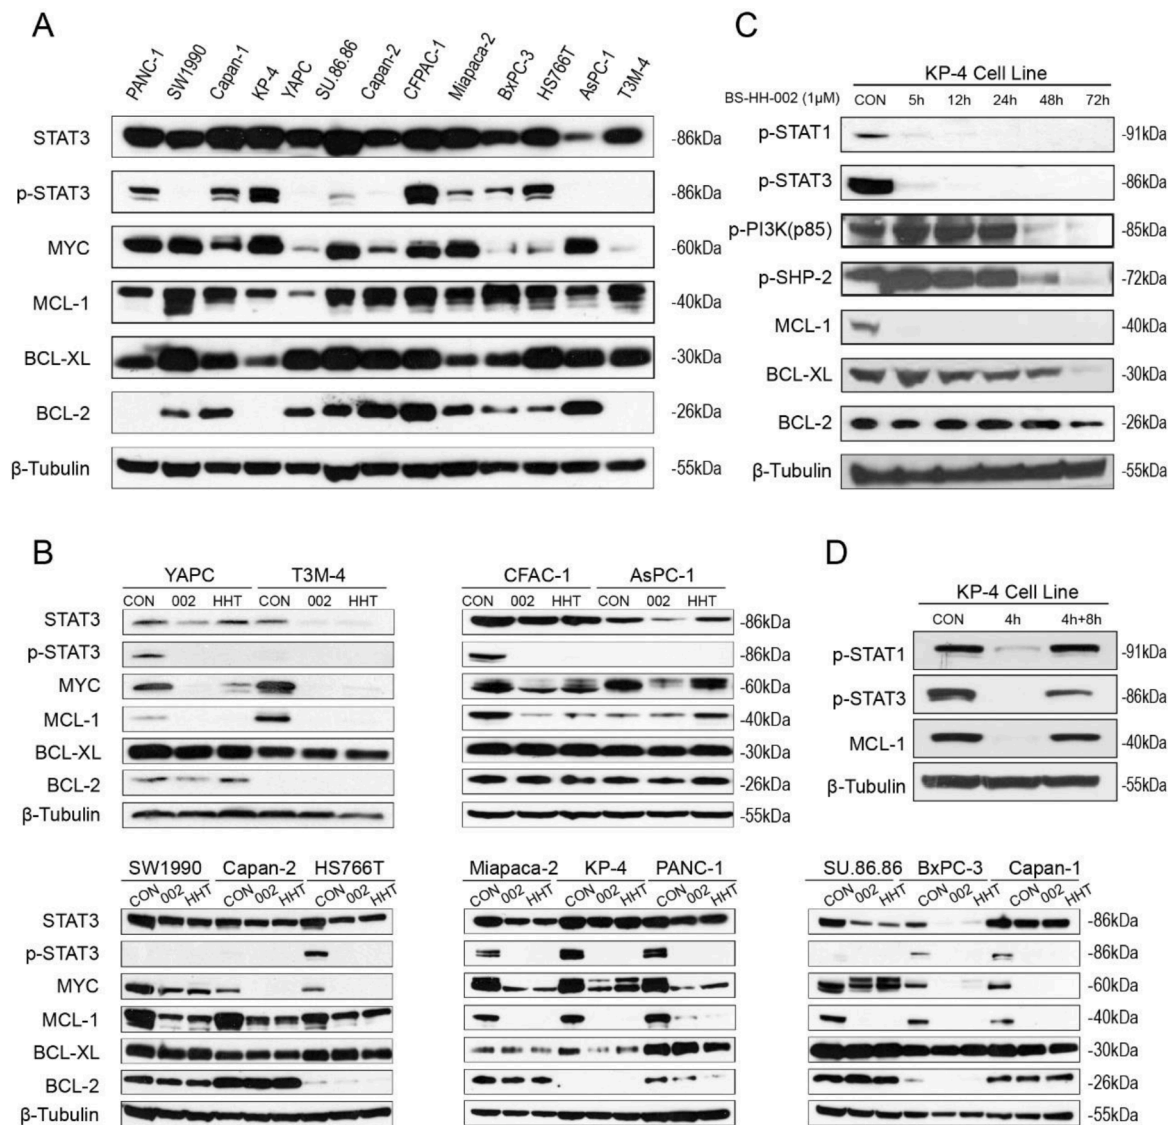 A
PANC-1 SW1990 Capan-1 KP-4 YAPC SU.86.86 Capan-2 CFPAC-1 Miapaca-2 BxPC-3 HS766T AsPC-1 T3M-4
STAT3 -86kDa
p-STAT3 -86kDa
MYC -60kDa
MCL-1 -40kDa
BCL-XL -30kDa
BCL-2 -26kDa
β-Tubulin -55kDa
C
KP-4 Cell Line
BS-HH-002 (1μM) CON 5h 12h 24h 48h 72h
p-STAT1 -91kDa
p-STAT3 -86kDa
p-PI3K(p85) -85kDa
p-SHP-2 -72kDa
MCL-1 -40kDa
BCL-XL -30kDa
BCL-2 -26kDa
β-Tubulin -55kDa
B
YAPC T3M-4 CFAC-1 AsPC-1
CON 002 HHT CON 002 HHT CON 002 HHT CON 002 HHT
STAT3 -86kDa
p-STAT3 -86kDa
MYC -60kDa
MCL-1 -40kDa
BCL-XL -30kDa
BCL-2 -26kDa
β-Tubulin -55kDa
D
KP-4 Cell Line
CON 4h 4h+8h
p-STAT1 -91kDa
p-STAT3 -86kDa
MCL-1 -40kDa
β-Tubulin -55kDa
SW1990 Capan-2 HS766T Miapaca-2 KP-4 PANC-1 SU.86.86 BxPC-3 Capan-1
CON 002 HHT CON 002 HHT CON 002 HHT CON 002 HHT CON 002 HHT CON 002 HHT CON 002 HHT CON 002 HHT CON 002 HHT
STAT3 -86kDa
p-STAT3 -86kDa
MYC -60kDa
MCL-1 -40kDa
BCL-XL -30kDa
BCL-2 -26kDa
β-Tubulin -55kDa